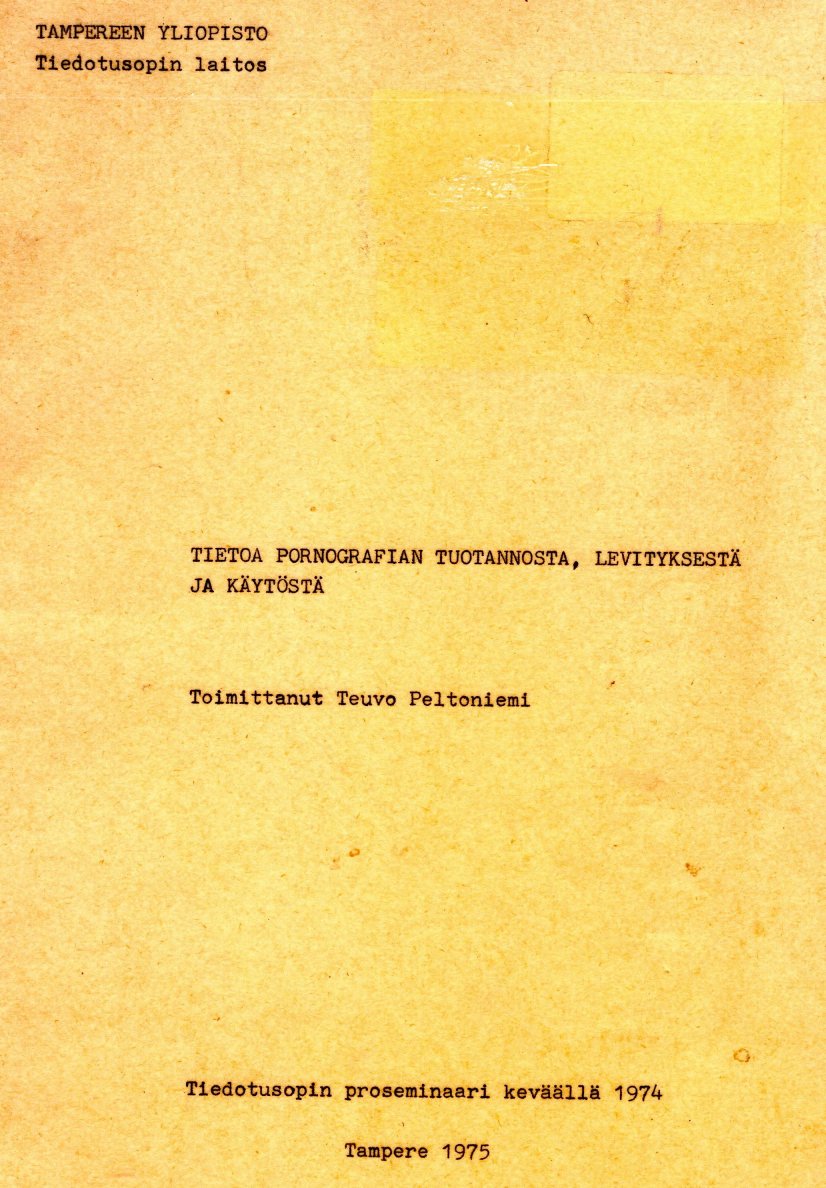 TAMPEREEN YLIOPISTO
Tiedotusopin laitos
TIETOA PORNOGRAFIAN TUOTANNOSTA, LEVITYKSESTÄ
JA KÄYTÖSTÄ
Toimittanut Teuvo Peltoniemi
Tiedotusopin proseminaari keväällä 1974
Tampere 1975